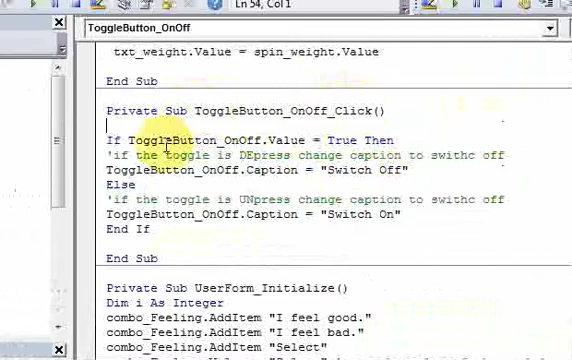 Ln 54, Col 1
ToggleButton_OnOff
txt_weight.Value = spin_weight.Value
End Sub
Private Sub ToggleButton_OnOff_Click()
If ToggleButton_OnOff.Value = True Then
'if the toggle is DEpress change caption to swithc off
ToggleButton_OnOff.Caption = "Switch Off"
Else
'if the toggle is UNpress change caption to swithc off
ToggleButton_OnOff.Caption = "Switch On"
End If
End Sub
Private Sub UserForm_Initialize()
Dim i As Integer
combo_Feeling.AddItem "I feel good."
combo_Feeling.AddItem "I feel bad."
combo_Feeling.AddItem "Select"